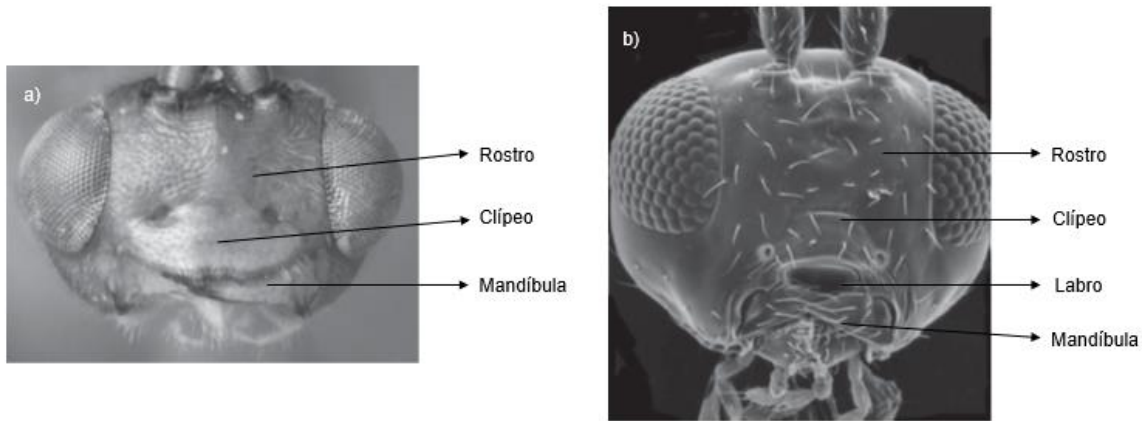 a)
Rostro
Clípeo
Mandíbula
b)
Rostro
Clípeo
Labro
Mandíbula